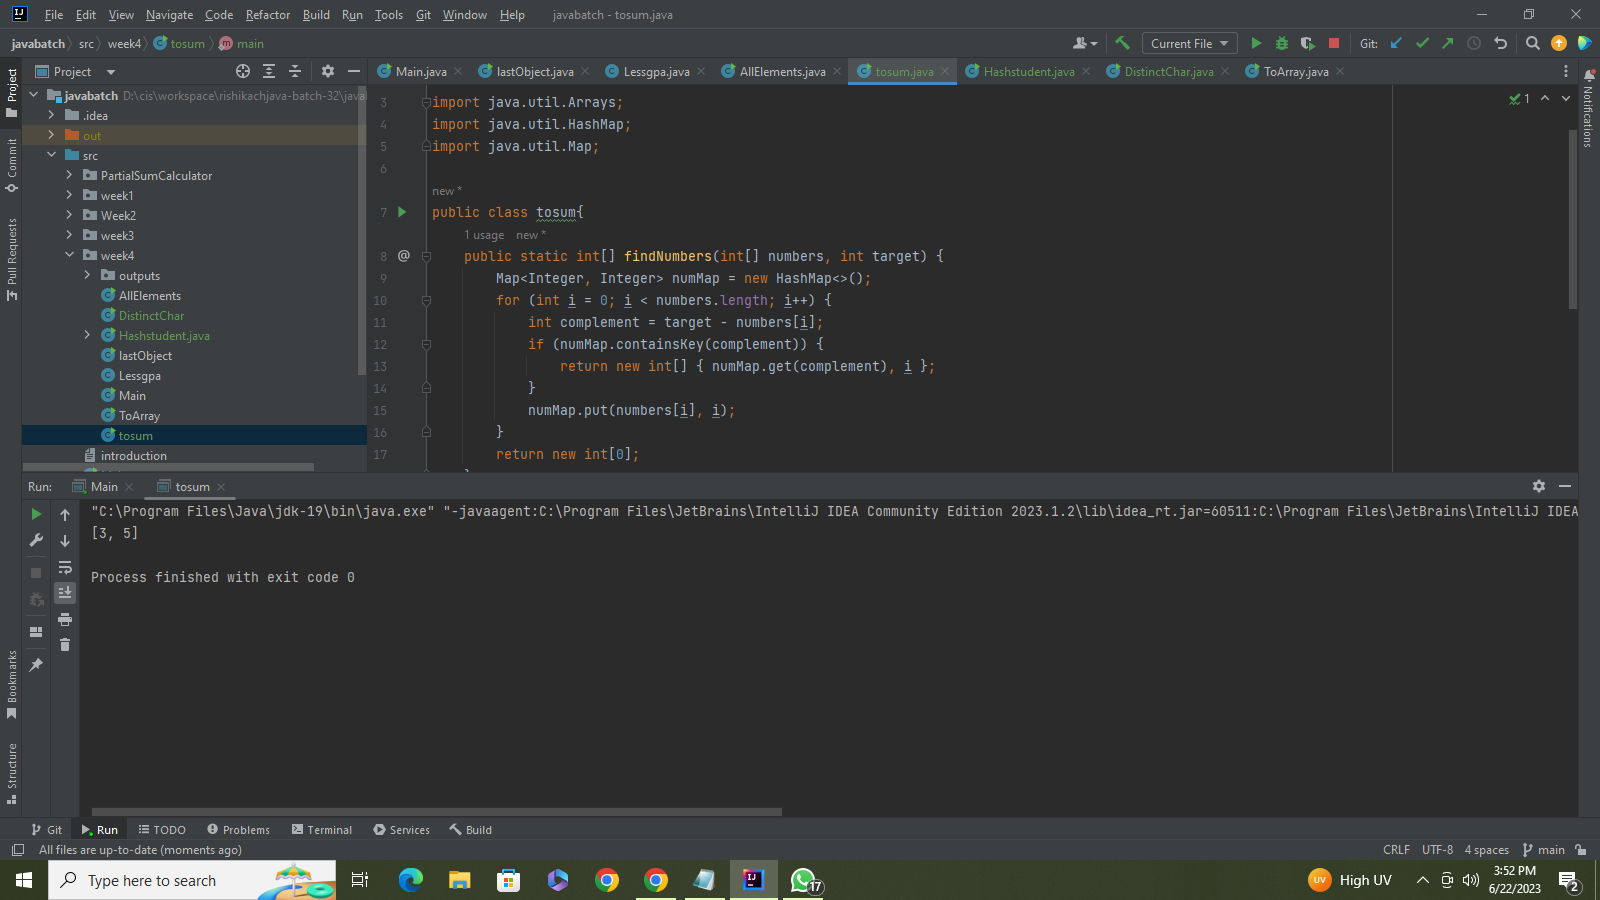 File Edit View Navigate Code Refactor Build Run Tools Git Window Help javabatch - tosum.java
javabatch src week4 tosum main
Current File Git:
Project
Main.java lastObject.java Lessgpa.java AllElements.java tosum.java Hashstudent.java DistinctChar.java ToArray.java
Project
Commit
Pull Requests
Bookmarks
Structure
Notifications
javabatch D:\cis\workspace\rishikachjava-batch-32\javal
.idea
out
src
PartialSumCalculator
week1
Week2
week3
week4
outputs
AllElements
DistinctChar
Hashstudent.java
lastObject
Lessgpa
Main
ToArray
tosum
introduction
1
3 import java.util.Arrays;
4 import java.util.HashMap;
5 import java.util.Map;
6
new *
7 public class tosum{
1 usage new *
8 @ public static int[] findNumbers(int[] numbers, int target) {
9 Map<Integer, Integer> numMap = new HashMap<>();
10 for (int i = 0; i < numbers.length; i++) {
11 int complement = target - numbers[i];
12 if (numMap.containsKey(complement)) {
13 return new int[] { numMap.get(complement), i };
14 }
15 numMap.put(numbers[i], i);
16 }
17 return new int[0];
Run: Main tosum
"C:\Program Files\Java\jdk-19\bin\java.exe" "-javaagent:C:\Program Files\JetBrains\IntelliJ IDEA Community Edition 2023.1.2\lib\idea_rt.jar=60511:C:\Program Files\JetBrains\IntelliJ IDEA
[3, 5]
Process finished with exit code 0
Git Run TODO Problems Terminal Services Build
All files are up-to-date (moments ago) CRLF UTF-8 4 spaces main
Type here to search
17
UV High UV
3:52 PM
6/22/2023
2